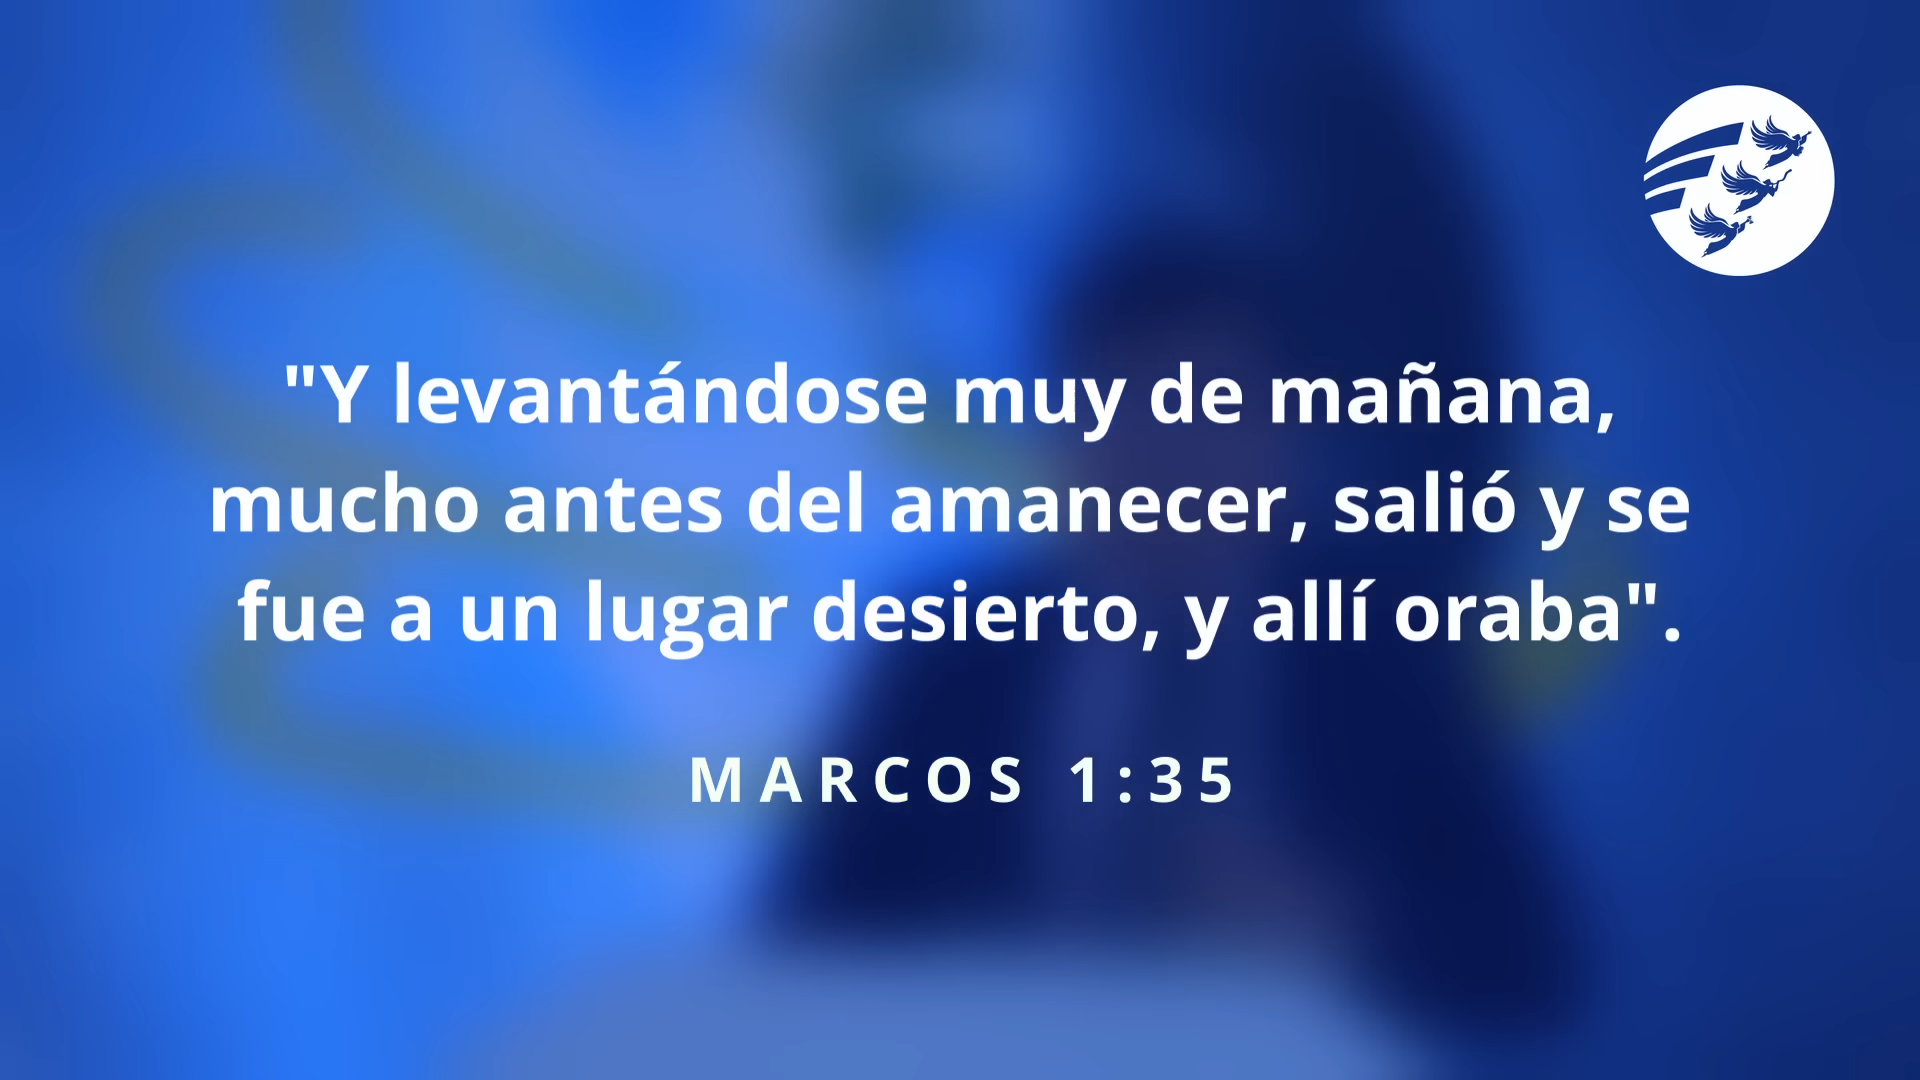 "Y levantándose muy de mañana,
mucho antes del amanecer, salió y se
fue a un lugar desierto, y allí oraba".
MARCOS 1:35